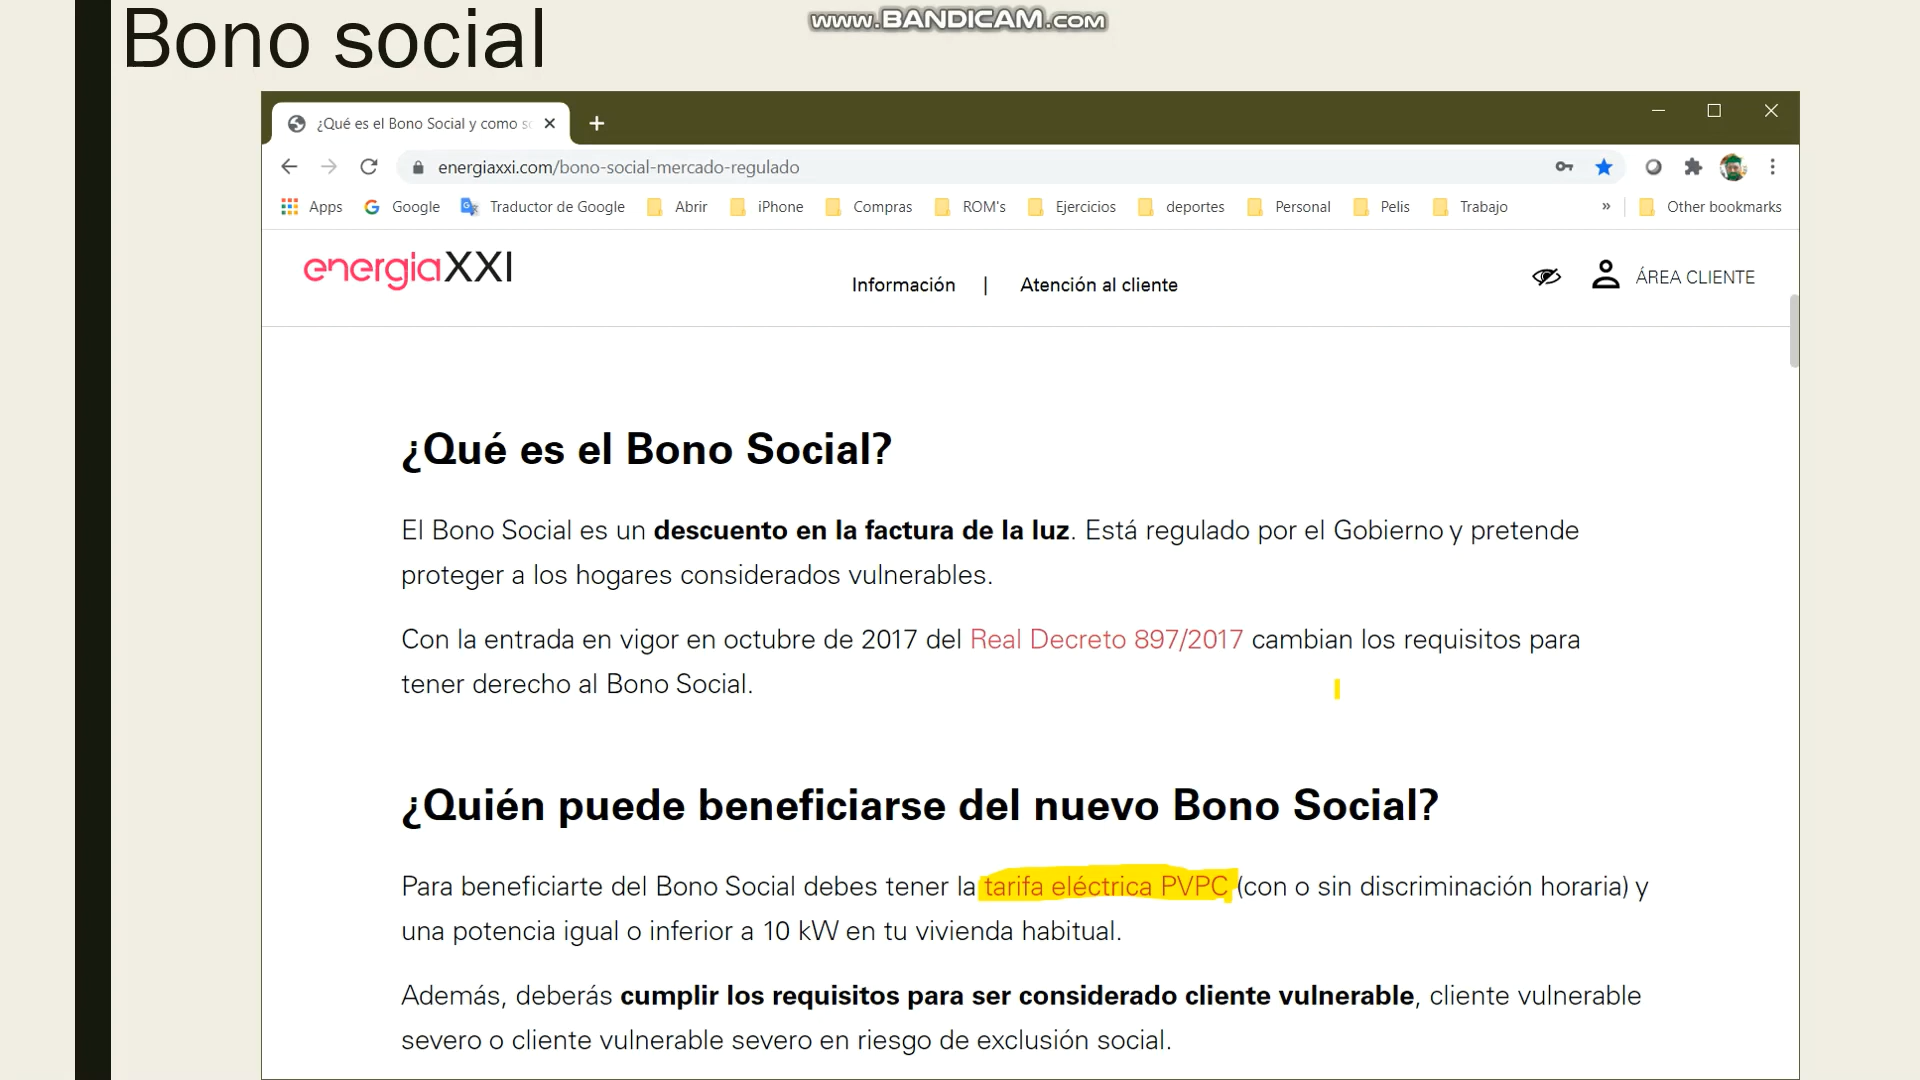 Bono social
www.BANDICAM.com
¿Qué es el Bono Social y como so
energiaxxi.com/bono-social-mercado-regulado
Apps Google Traductor de Google Abrir iPhone Compras ROM's Ejercicios deportes Personal Pelis Trabajo » Other bookmarks
energíaXXI
Información | Atención al cliente
ÁREA CLIENTE
¿Qué es el Bono Social?
El Bono Social es un descuento en la factura de la luz. Está regulado por el Gobierno y pretende
proteger a los hogares considerados vulnerables.
Con la entrada en vigor en octubre de 2017 del Real Decreto 897/2017 cambian los requisitos para
tener derecho al Bono Social.
¿Quién puede beneficiarse del nuevo Bono Social?
Para beneficiarte del Bono Social debes tener la tarifa eléctrica PVPC (con o sin discriminación horaria) y
una potencia igual o inferior a 10 kW en tu vivienda habitual.
Además, deberás cumplir los requisitos para ser considerado cliente vulnerable, cliente vulnerable
severo o cliente vulnerable severo en riesgo de exclusión social.